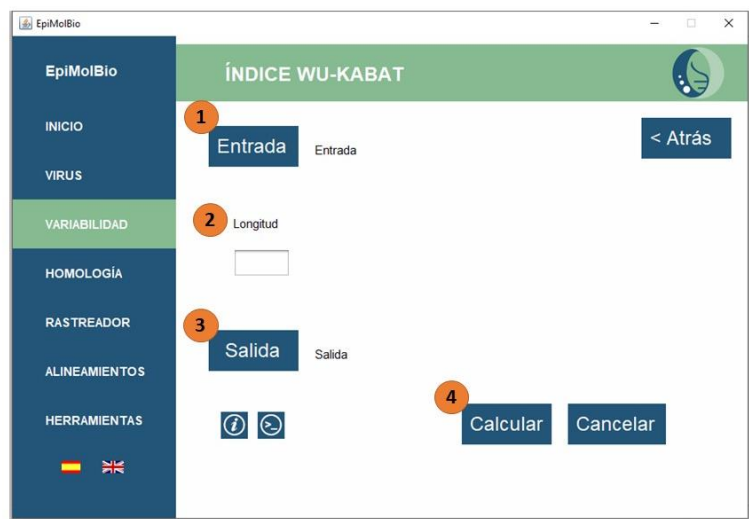 EpiMolBio
EpiMolBio
ÍNDICE WU-KABAT
INICIO
VIRUS
VARIABILIDAD
HOMOLOGÍA
RASTREADOR
ALINEAMIENTOS
HERRAMIENTAS
1
Entrada Entrada
< Atrás
2 Longitud
3
Salida Salida
4
Calcular Cancelar